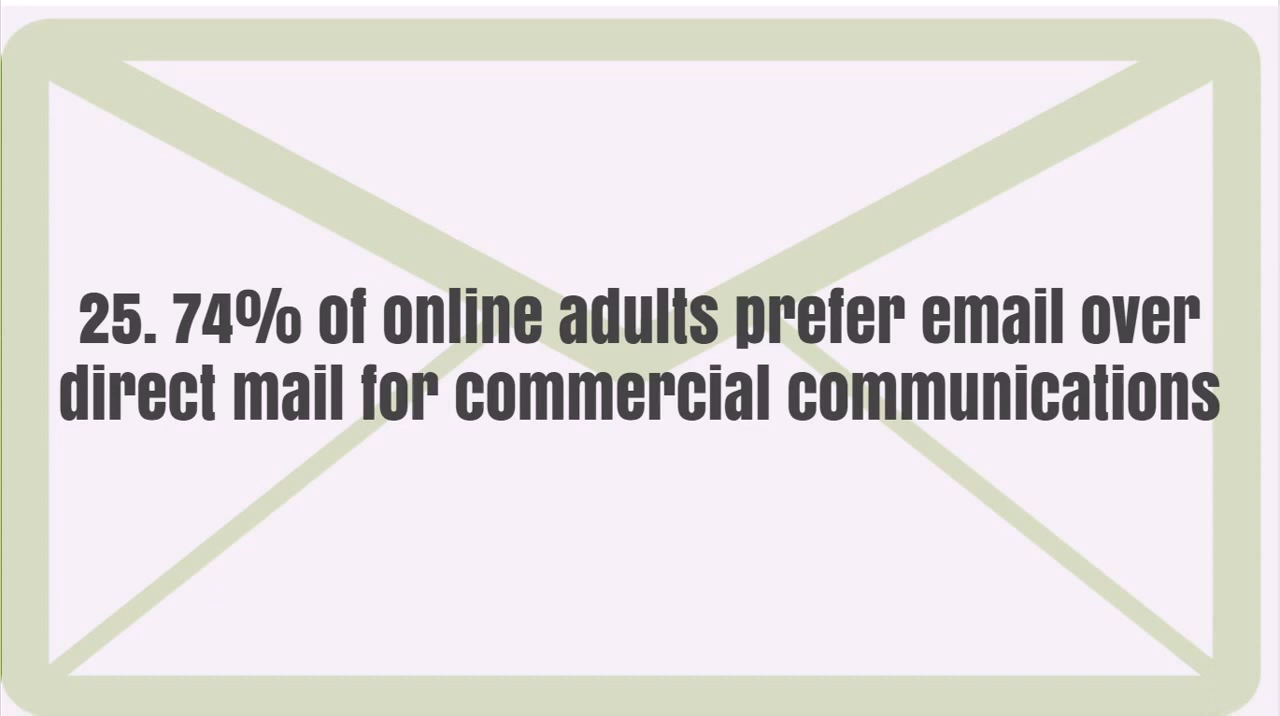 25. 74% of online adults prefer email over
direct mail for commercial communications